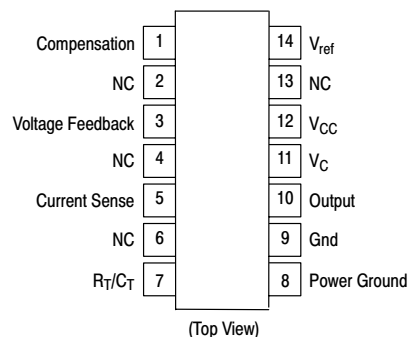 Compensation 1 14 Vref
NC 2 13 NC
Voltage Feedback 3 12 VCC
NC 4 11 VC
Current Sense 5 10 Output
NC 6 9 Gnd
RT/CT 7 8 Power Ground
(Top View)